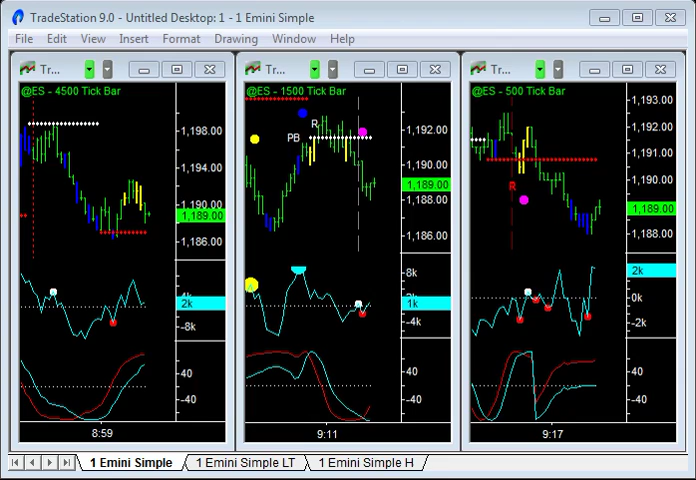 TradeStation 9.0 - Untitled Desktop: 1 - 1 Emini Simple
File Edit View Insert Format Drawing Window Help
Tr...
@ES - 4500 Tick Bar
1,198.00
1,194.00
1,190.00
1,189.00
1,186.00
2k
-8k
40
-40
8:59
Tr...
@ES - 1500 Tick Bar
R
PB
1,192.00
1,190.00
1,189.00
1,188.00
1,186.00
8k
1k
-4k
40
-40
9:11
Tr...
@ES - 500 Tick Bar
R
1,193.00
1,192.00
1,191.00
1,190.00
1,189.00
1,188.00
2k
0k
-2k
40
-40
9:17
1 Emini Simple 1 Emini Simple LT 1 Emini Simple H